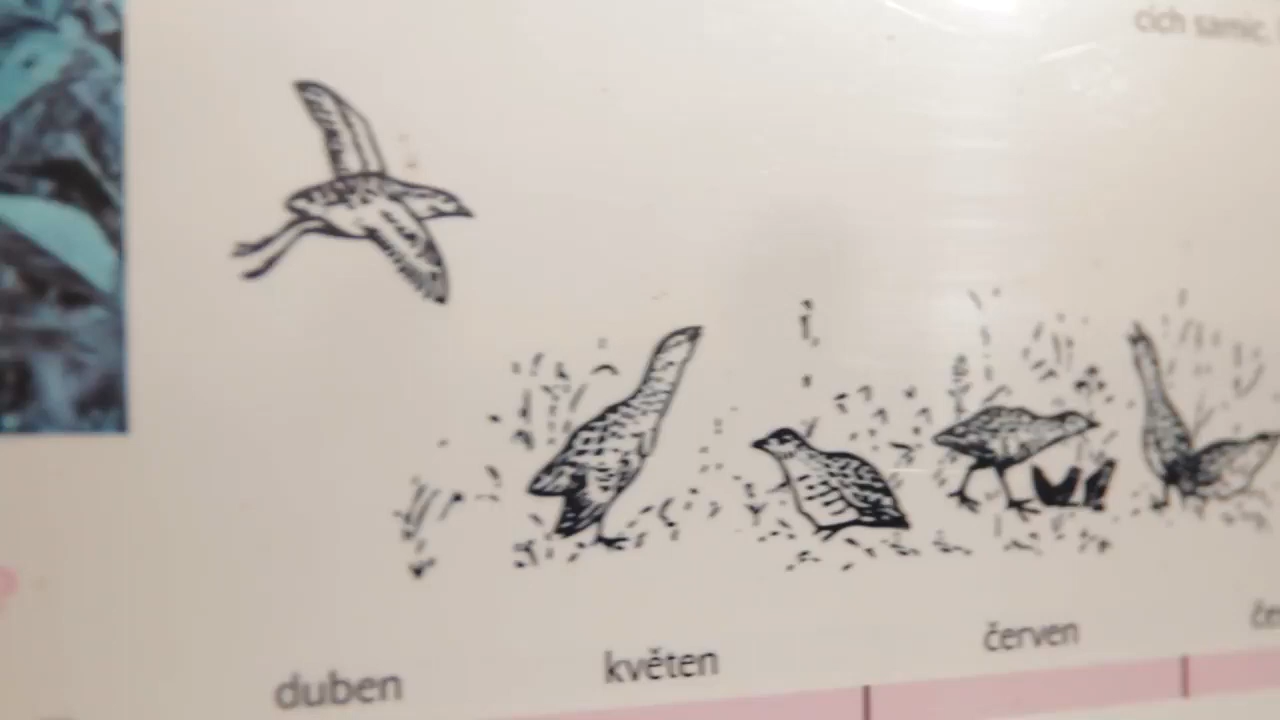 cích samic.
duben
květen
červen